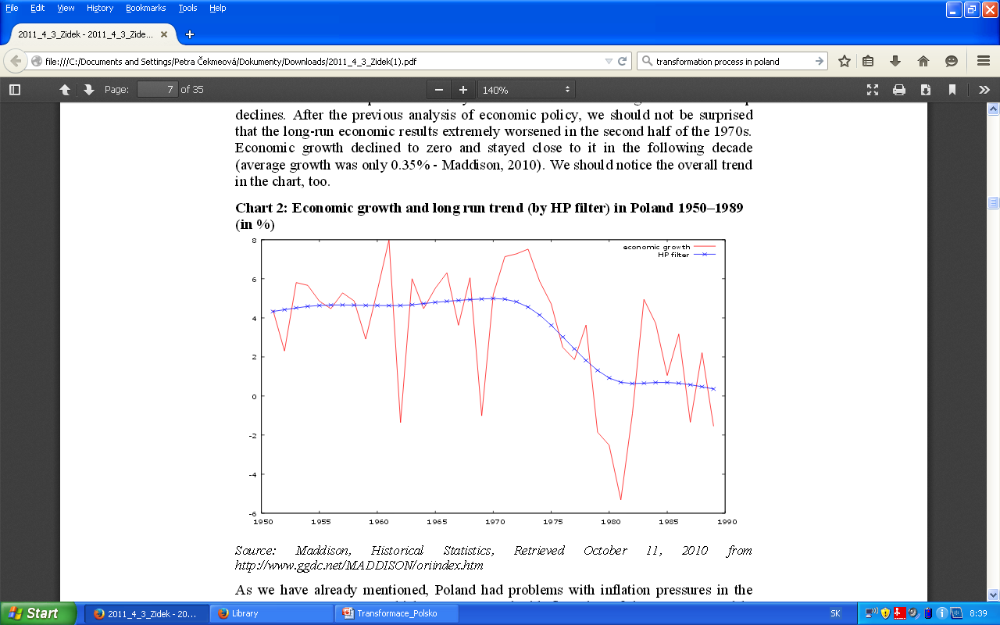 File Edit View History Bookmarks Tools Help
2011_4_3_Zidek - 2011_4_3_Zide...
file:///C:/Documents and Settings/Petra Čekmeová/Dokumenty/Downloads/2011_4_3_Zidek(1).pdf
transformation process in poland
Page: 7 of 35
140%
declines. After the previous analysis of economic policy, we should not be surprised
that the long-run economic results extremely worsened in the second half of the 1970s.
Economic growth declined to zero and stayed close to it in the following decade
(average growth was only 0.35% - Maddison, 2010). We should notice the overall trend
in the chart, too.
Chart 2: Economic growth and long run trend (by HP filter) in Poland 1950–1989
(in %)
economic growth
HP filter
8
6
4
2
0
-2
-4
-6
1950 1955 1960 1965 1970 1975 1980 1985 1990
Source: Maddison, Historical Statistics, Retrieved October 11, 2010 from
http://www.ggdc.net/MADDISON/oriindex.htm
As we have already mentioned, Poland had problems with inflation pressures in the
Start
2011_4_3_Zidek - 20...
Library
Transformace_Polsko
SK
8:39